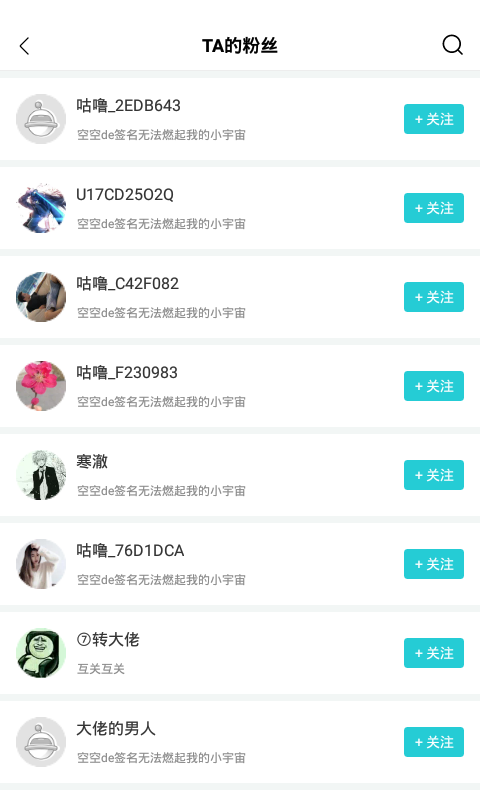 TA的粉丝
咕噜_2EDB643
空空de签名无法燃起我的小宇宙
+ 关注
U17CD25O2Q
空空de签名无法燃起我的小宇宙
+ 关注
咕噜_C42F082
空空de签名无法燃起我的小宇宙
+ 关注
咕噜_F230983
空空de签名无法燃起我的小宇宙
+ 关注
寒澈
空空de签名无法燃起我的小宇宙
+ 关注
咕噜_76D1DCA
空空de签名无法燃起我的小宇宙
+ 关注
⑦转大佬
互关互关
+ 关注
大佬的男人
空空de签名无法燃起我的小宇宙
+ 关注